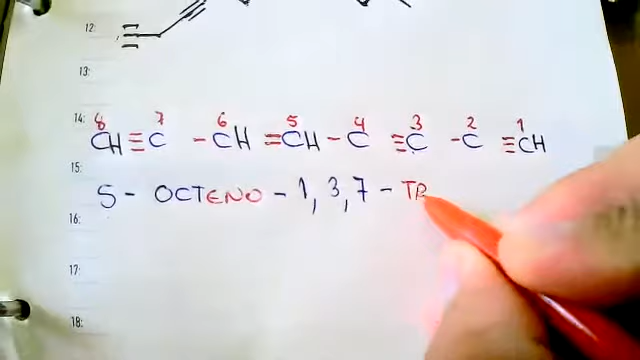 12:
13:
14:
8 7 6 5 4 3 2 1
CH≡C-CH=CH-C≡C-C≡CH
15:
5- OCTENO-1,3,7-TR
16:
17:
18: